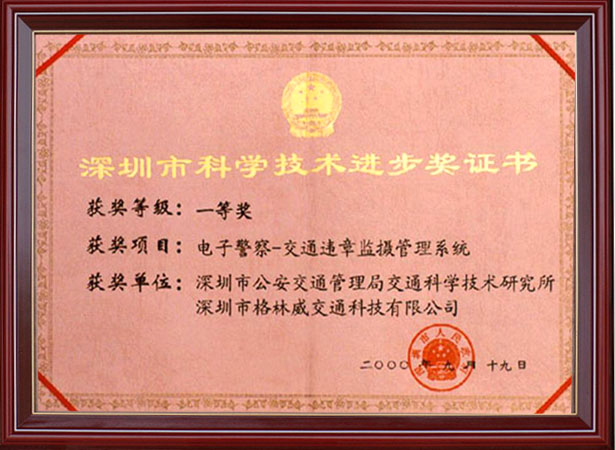 深圳市科学技术进步奖证书
获奖等级：一等奖
获奖项目：电子警察-交通违章监摄管理系统
获奖单位：深圳市公安交通管理局交通科学技术研究所
深圳市格林威交通科技有限公司
二〇〇〇年九月十九日